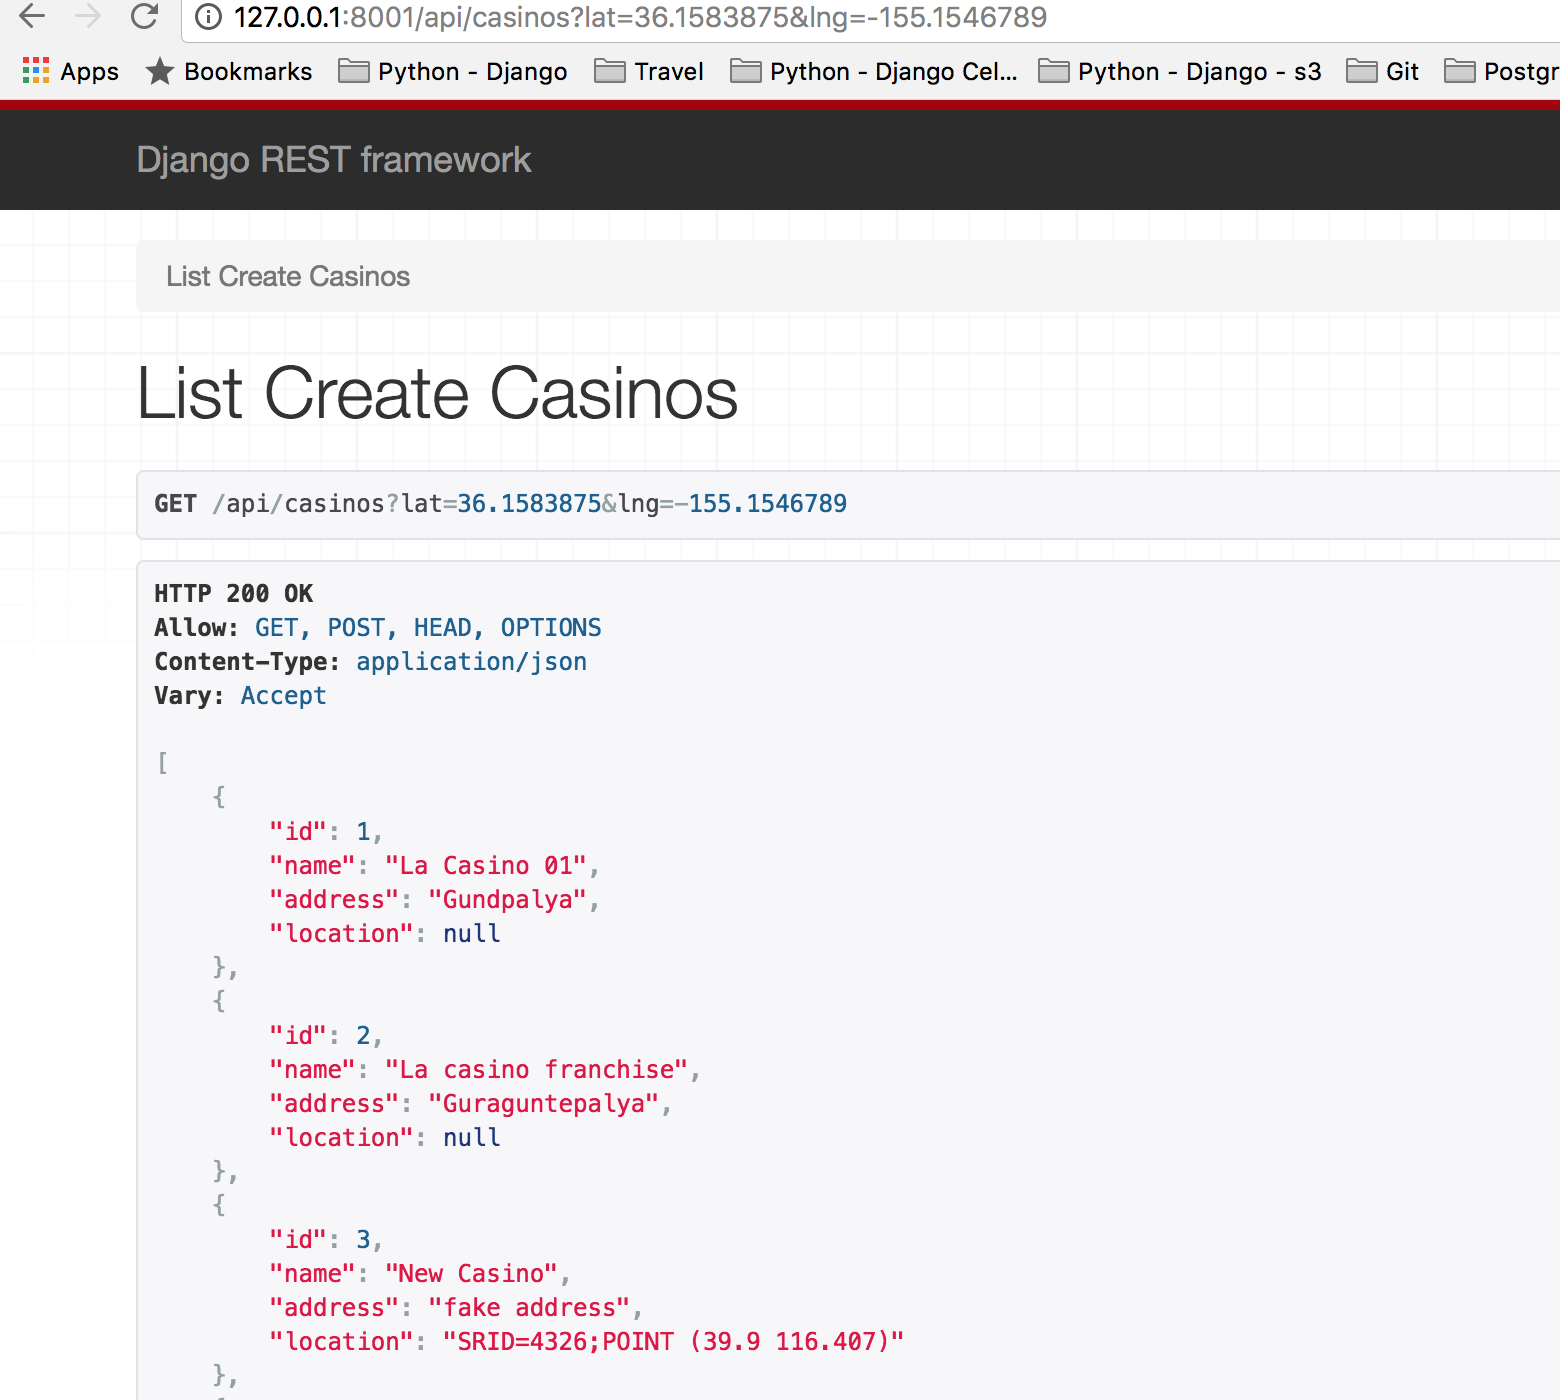 127.0.0.1:8001/api/casinos?lat=36.1583875&lng=-155.1546789
Apps Bookmarks Python - Django Travel Python - Django Cel... Python - Django - s3 Git Postgr
Django REST framework
List Create Casinos
List Create Casinos
GET /api/casinos?lat=36.1583875&lng=-155.1546789
HTTP 200 OK
Allow: GET, POST, HEAD, OPTIONS
Content-Type: application/json
Vary: Accept
[
{
"id": 1,
"name": "La Casino 01",
"address": "Gundpalya",
"location": null
},
{
"id": 2,
"name": "La casino franchise",
"address": "Guraguntepalya",
"location": null
},
{
"id": 3,
"name": "New Casino",
"address": "fake address",
"location": "SRID=4326;POINT (39.9 116.407)"
},